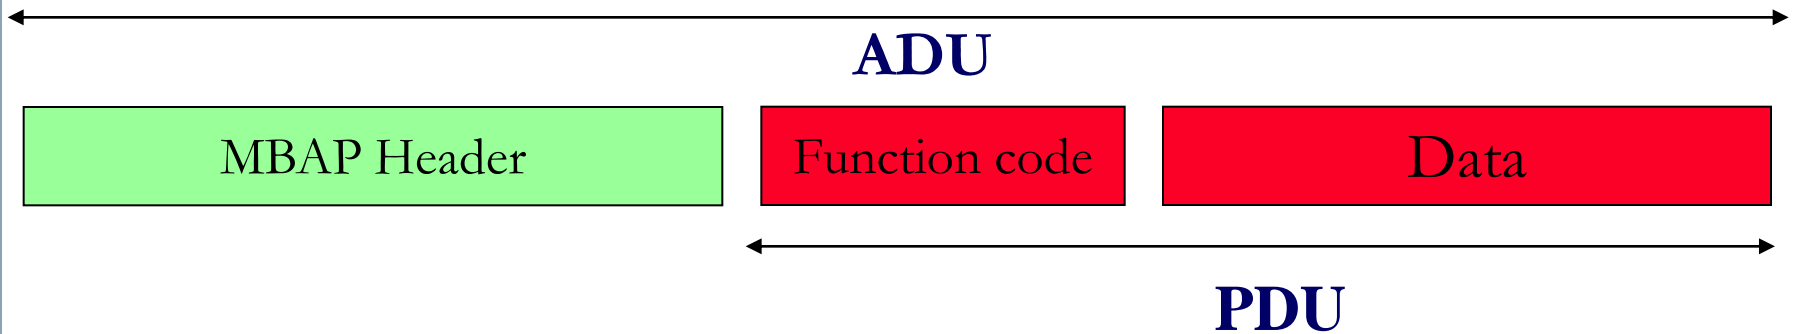 ADU
MBAP Header
Function code
Data
PDU